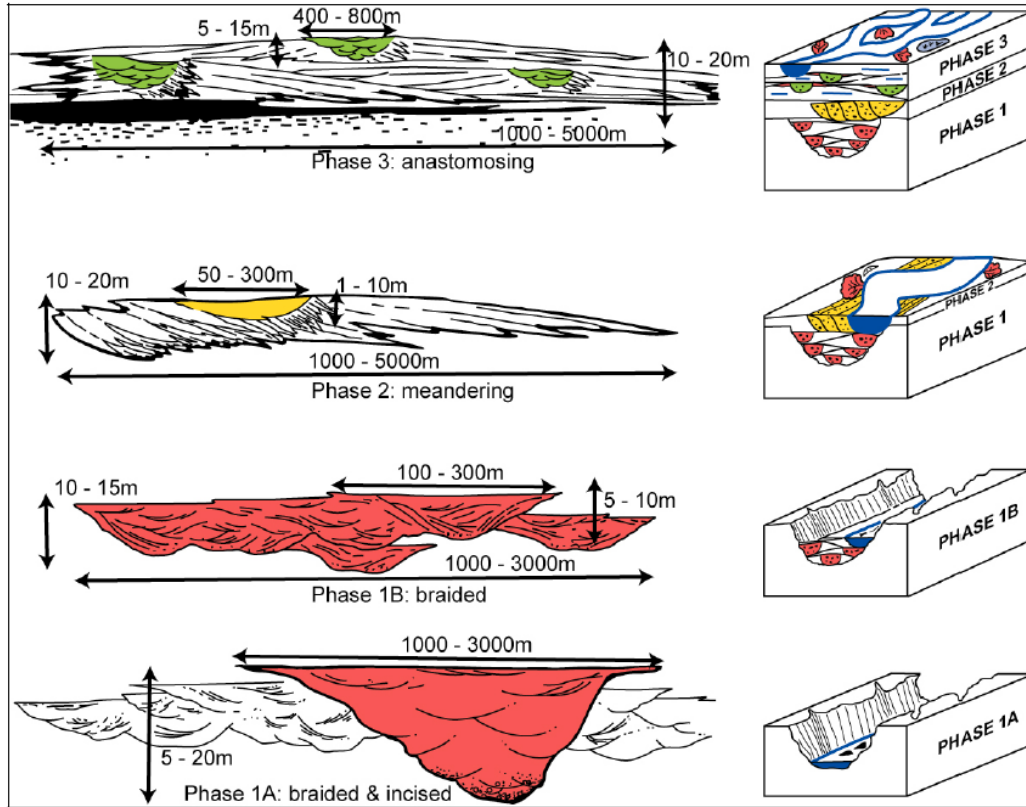 400 - 800m
5 - 15m
10 - 20m
1000 - 5000m
Phase 3: anastomosing
PHASE 3
PHASE 2
PHASE 1
10 - 20m
50 - 300m
1 - 10m
1000 - 5000m
Phase 2: meandering
PHASE 2
PHASE 1
10 - 15m
100 - 300m
5 - 10m
1000 - 3000m
Phase 1B: braided
PHASE 1B
1000 - 3000m
5 - 20m
Phase 1A: braided & incised
PHASE 1A